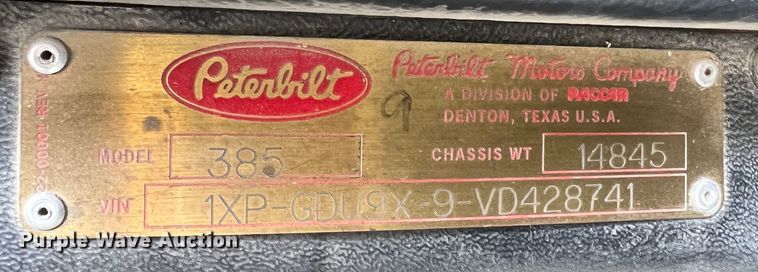 Peterbilt
Peterbilt Motors Company
A DIVISION OF PACCAR
DENTON, TEXAS U.S.A.
9
MODEL 385 CHASSIS WT 14845
VIN 1XP-GDU9X-9-VD428741
Purple Wave Auction